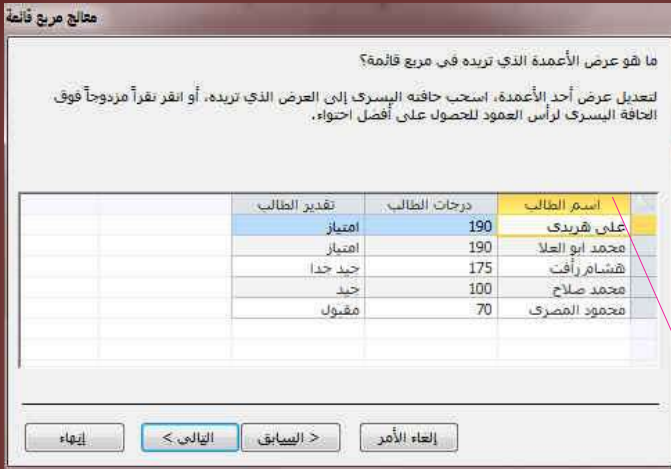 معالج مربع قائمة
ما هو عرض الأعمدة الذي تريده في مربع قائمة؟
لتعديل عرض أحد الأعمدة، اسحب حافته اليسرى إلى العرض الذي تريده، أو انقر نقراً مزدوجاً فوق
الحافة اليسرى لرأس العمود للحصول على أفضل احتواء.
اسم الطالب درجات الطالب تقدير الطالب
على هريدى 190 امتياز
محمد ابو العلا 190 امتياز
هشام رأفت 175 جيد جدا
محمد صلاح 100 جيد
محمود المصرى 70 مقبول
إلغاء الأمر < السابق التالي > إنهاء